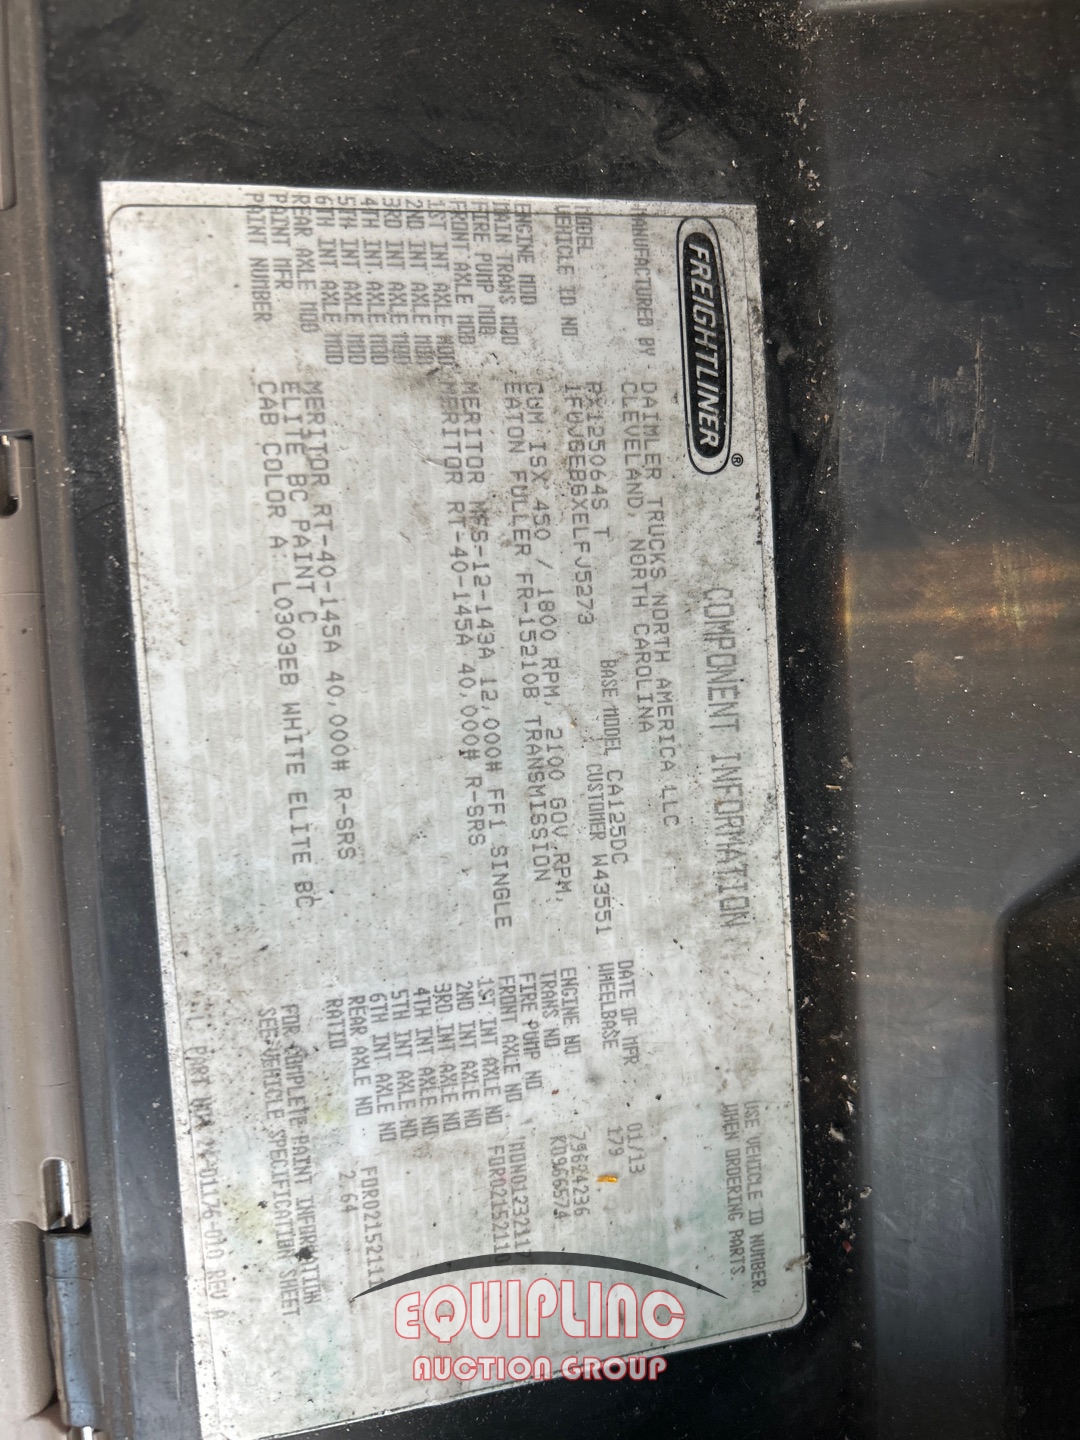 FREIGHTLINER®
COMPONENT INFORMATION
USE VEHICLE ID NUMBER
WHEN ORDERING PARTS
MANUFACTURED BY DAIMLER TRUCKS NORTH AMERICA LLC DATE OF MFR 01/13
CLEVELAND, NORTH CAROLINA WHEELBASE 179
BASE MODEL CA125DC
MODEL PX125064S T CUSTOMER W43551
VEHICLE ID NO 1FUJGEBGXELFJ5273
ENGINE NO 79624236
ENGINE MOD CUM ISX 450 / 1800 RPM, 2100 GOV RPM, TRANS NO K0966574
MAIN TRANS MOD EATON FULLER FR-15210B TRANSMISSION
FIRE PUMP MOD FIRE PUMP NO
FRONT AXLE MOD MERITOR MFS-12-143A 12,000# FF1 SINGLE FRONT AXLE NO
1ST INT AXLE MOD MERITOR RT-40-145A 40,000# R-SRS 1ST INT AXLE NO FOR02152110
2ND INT AXLE MOD 2ND INT AXLE NO
3RD INT AXLE MOD 3RD INT AXLE NO
4TH INT. AXLE MOD 4TH INT AXLE NO
5TH INT AXLE MOD 5TH INT AXLE NO
6TH INT AXLE MOD 6TH INT AXLE NO
REAR AXLE MOD MERITOR RT-40-145A 40,000# R-SRS REAR AXLE NO FOR02152111
PAINT MFR ELITE BC PAINT C RATIO 2.64
PAINT NUMBER CAB COLOR A: L0303EB WHITE ELITE BC
FOR COMPLETE PAINT INFORMATION
SEE VEHICLE SPECIFICATION SHEET
PART 24-01176-010 REV A
EQUIPLINC
AUCTION GROUP